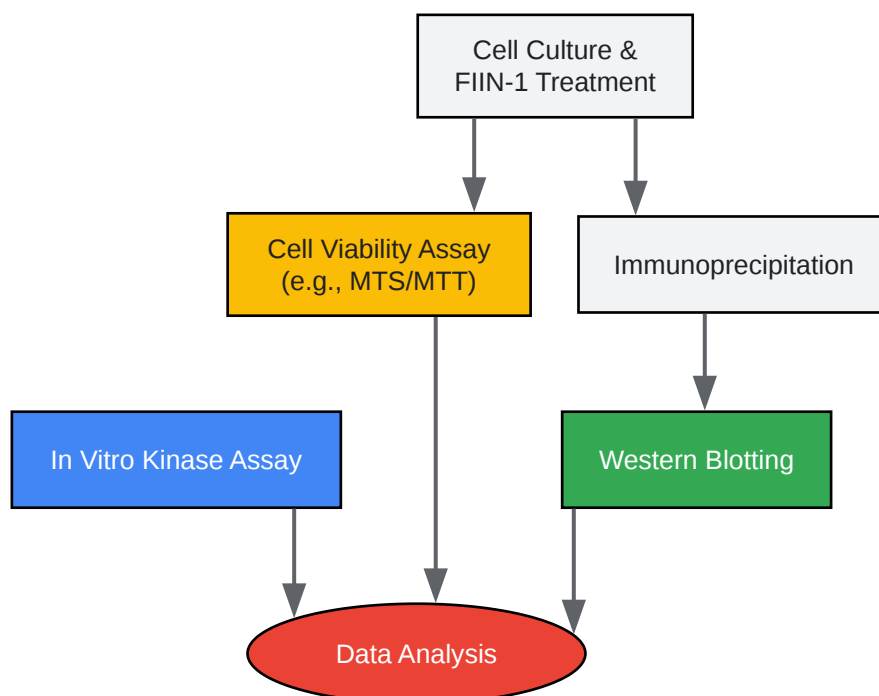 Cell Culture &
FIIN-1 Treatment
Cell Viability Assay
(e.g., MTS/MTT)
Immunoprecipitation
In Vitro Kinase Assay
Western Blotting
Data Analysis